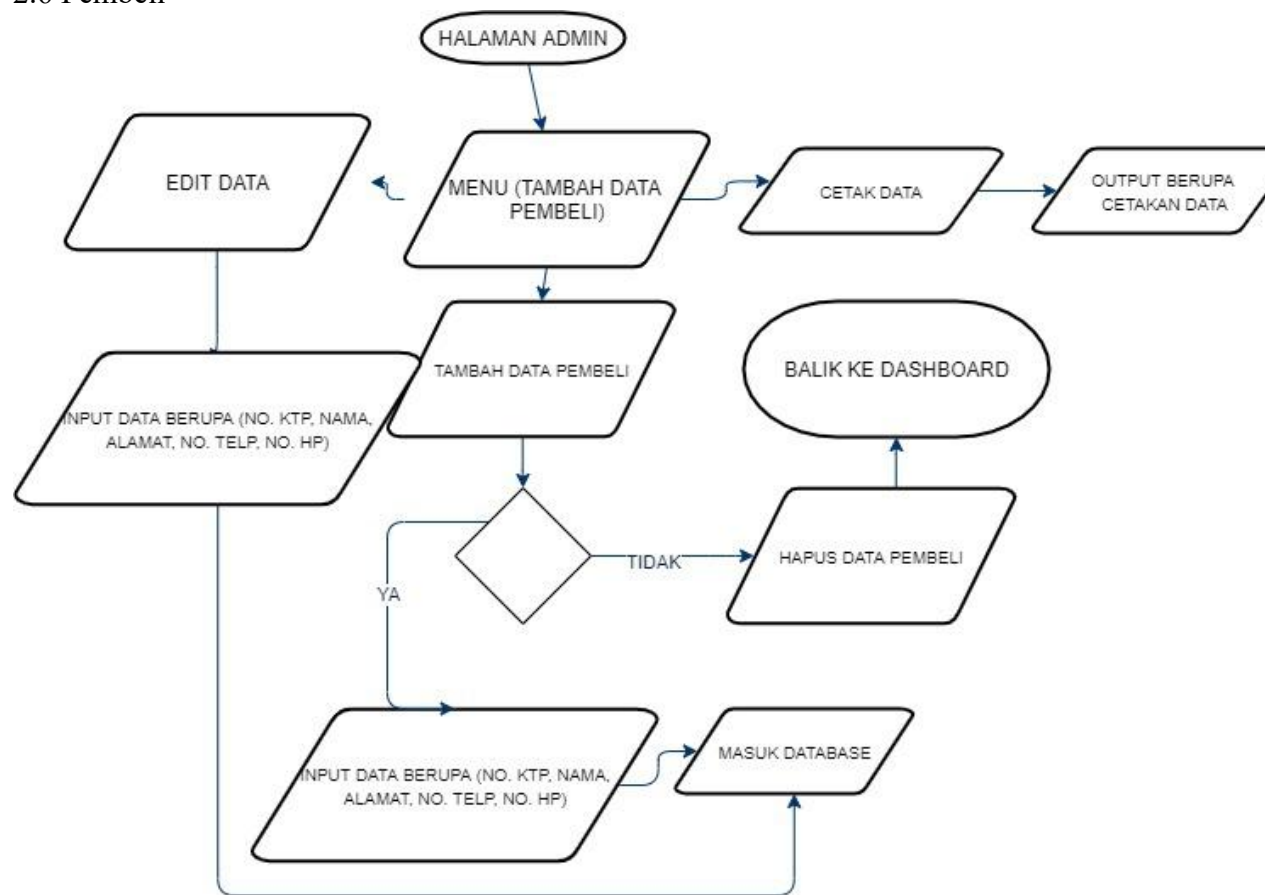 HALAMAN ADMIN
EDIT DATA
MENU (TAMBAH DATA
PEMBELI)
CETAK DATA
OUTPUT BERUPA
CETAKAN DATA
TAMBAH DATA PEMBELI
BALIK KE DASHBOARD
INPUT DATA BERUPA (NO. KTP, NAMA,
ALAMAT, NO. TELP, NO. HP)
TIDAK
HAPUS DATA PEMBELI
YA
INPUT DATA BERUPA (NO. KTP, NAMA,
ALAMAT, NO. TELP, NO. HP)
MASUK DATABASE